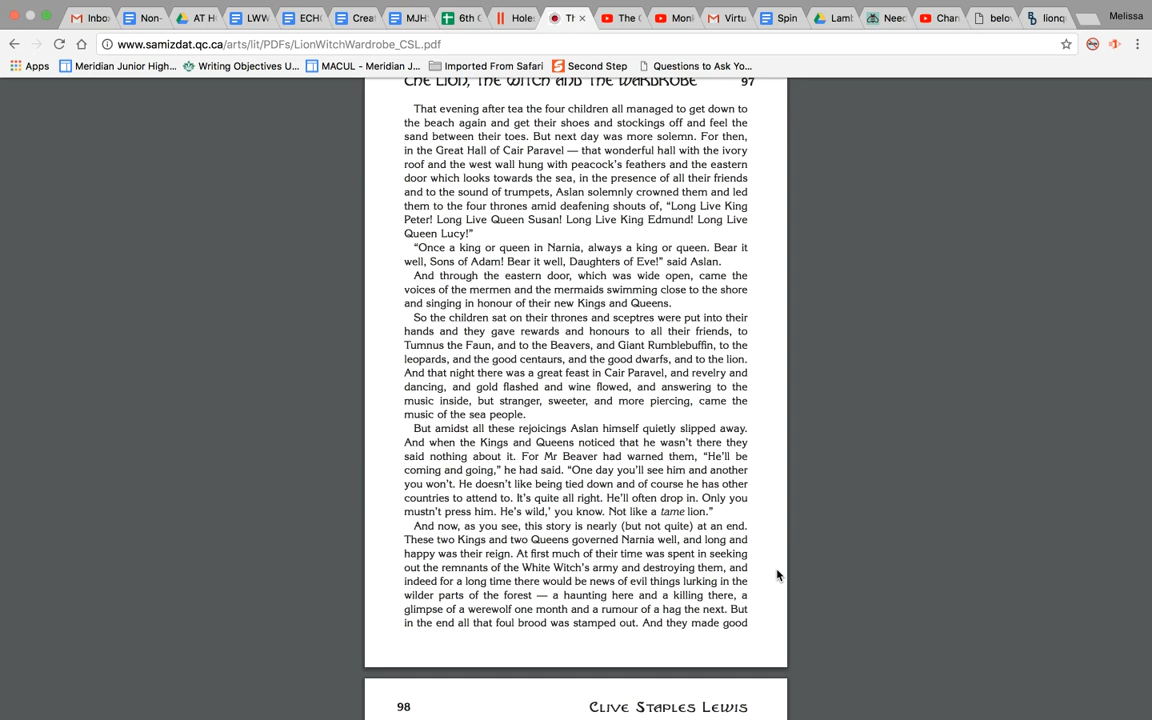 Inbo
Non-
AT H
LWW
ECHO
Creat
MJH
6th G
Holes
Th
The
Monk
Virtu
Spin
Lamb
Need
Chan
below
lionq
Melissa
www.samizdat.qc.ca/arts/lit/PDFs/LionWitchWardrobe_CSL.pdf
Apps Meridian Junior High... Writing Objectives U... MACUL - Meridian J... Imported From Safari Second Step Questions to Ask Yo...
THE LION, THE WITCH AND THE WARDROBE 97
That evening after tea the four children all managed to get down to
the beach again and get their shoes and stockings off and feel the
sand between their toes. But next day was more solemn. For then,
in the Great Hall of Cair Paravel — that wonderful hall with the ivory
roof and the west wall hung with peacock's feathers and the eastern
door which looks towards the sea, in the presence of all their friends
and to the sound of trumpets, Aslan solemnly crowned them and led
them to the four thrones amid deafening shouts of, “Long Live King
Peter! Long Live Queen Susan! Long Live King Edmund! Long Live
Queen Lucy!”
“Once a king or queen in Narnia, always a king or queen. Bear it
well, Sons of Adam! Bear it well, Daughters of Eve!” said Aslan.
And through the eastern door, which was wide open, came the
voices of the mermen and the mermaids swimming close to the shore
and singing in honour of their new Kings and Queens.
So the children sat on their thrones and sceptres were put into their
hands and they gave rewards and honours to all their friends, to
Tumnus the Faun, and to the Beavers, and Giant Rumblebuffin, to the
leopards, and the good centaurs, and the good dwarfs, and to the lion.
And that night there was a great feast in Cair Paravel, and revelry and
dancing, and gold flashed and wine flowed, and answering to the
music inside, but stranger, sweeter, and more piercing, came the
music of the sea people.
But amidst all these rejoicings Aslan himself quietly slipped away.
And when the Kings and Queens noticed that he wasn't there they
said nothing about it. For Mr Beaver had warned them, “He'll be
coming and going,” he had said. “One day you'll see him and another
you won't. He doesn't like being tied down and of course he has other
countries to attend to. It's quite all right. He'll often drop in. Only you
mustn't press him. He's wild,' you know. Not like a tame lion.”
And now, as you see, this story is nearly (but not quite) at an end.
These two Kings and two Queens governed Narnia well, and long and
happy was their reign. At first much of their time was spent in seeking
out the remnants of the White Witch's army and destroying them, and
indeed for a long time there would be news of evil things lurking in the
wilder parts of the forest — a haunting here and a killing there, a
glimpse of a werewolf one month and a rumour of a hag the next. But
in the end all that foul brood was stamped out. And they made good
98 CLIVE STAPLES LEWIS